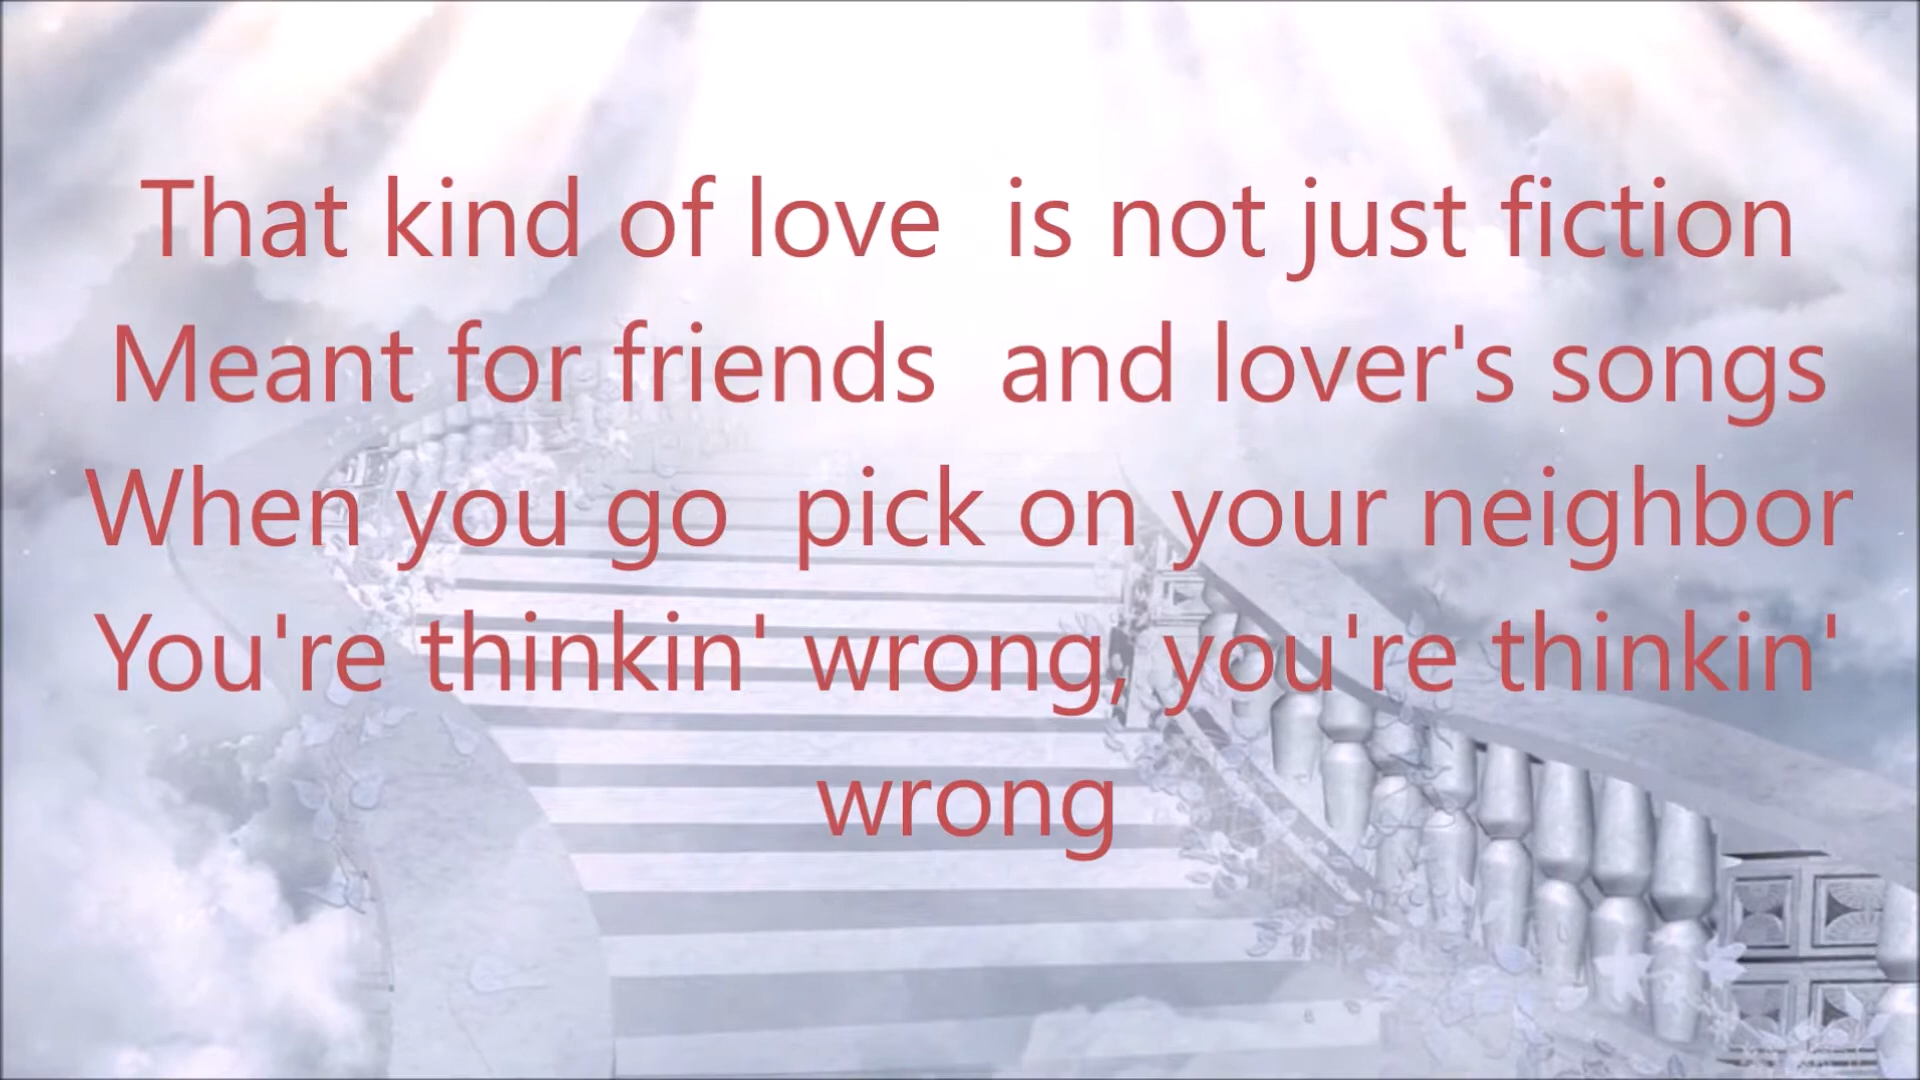 That kind of love  is not just fiction
Meant for friends  and lover's songs
When you go  pick on your neighbor
You're thinkin'  wrong, you're thinkin'
wrong